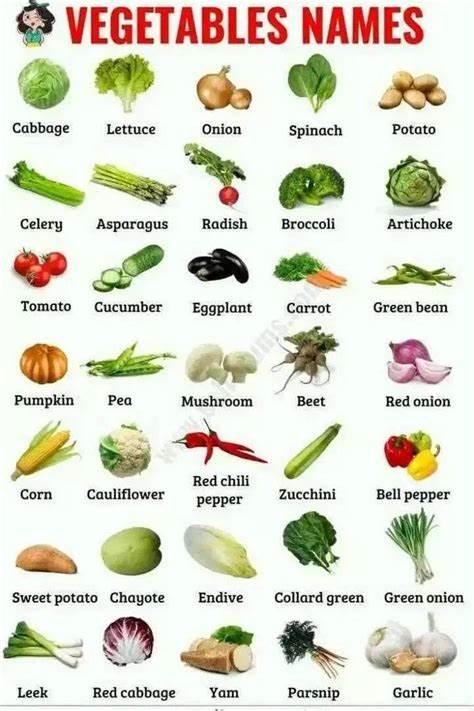 VEGETABLES NAMES
Cabbage
Lettuce
Onion
Spinach
Potato
Celery
Asparagus
Radish
Broccoli
Artichoke
Tomato
Cucumber
Eggplant
Carrot
Green bean
Pumpkin
Pea
Mushroom
Beet
Red onion
Corn
Cauliflower
Red chili
pepper
Zucchini
Bell pepper
Sweet potato
Chayote
Endive
Collard green
Green onion
Leek
Red cabbage
Yam
Parsnip
Garlic